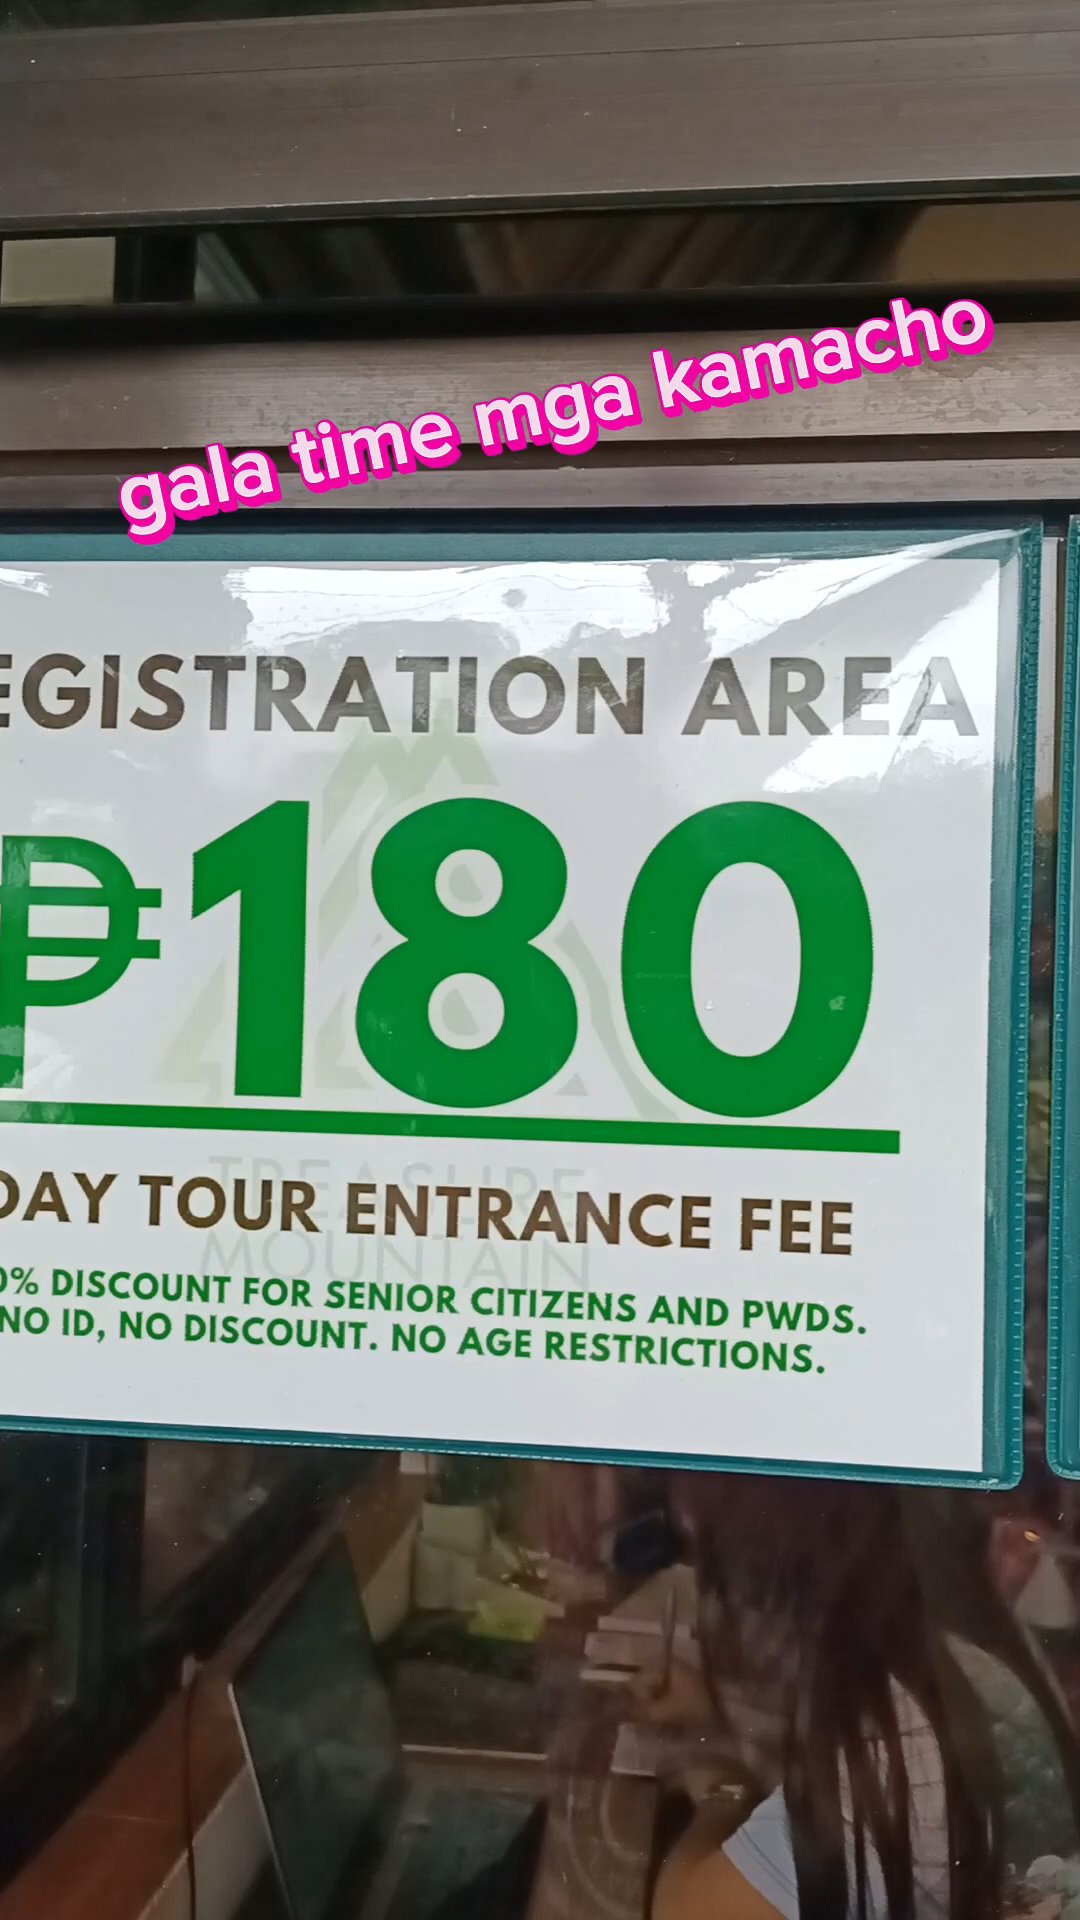 gala time mga kamacho
EGISTRATION AREA
₱180
DAY TOUR ENTRANCE FEE
TREASURE
MOUNTAIN
0% DISCOUNT FOR SENIOR CITIZENS AND PWDS.
NO ID, NO DISCOUNT. NO AGE RESTRICTIONS.